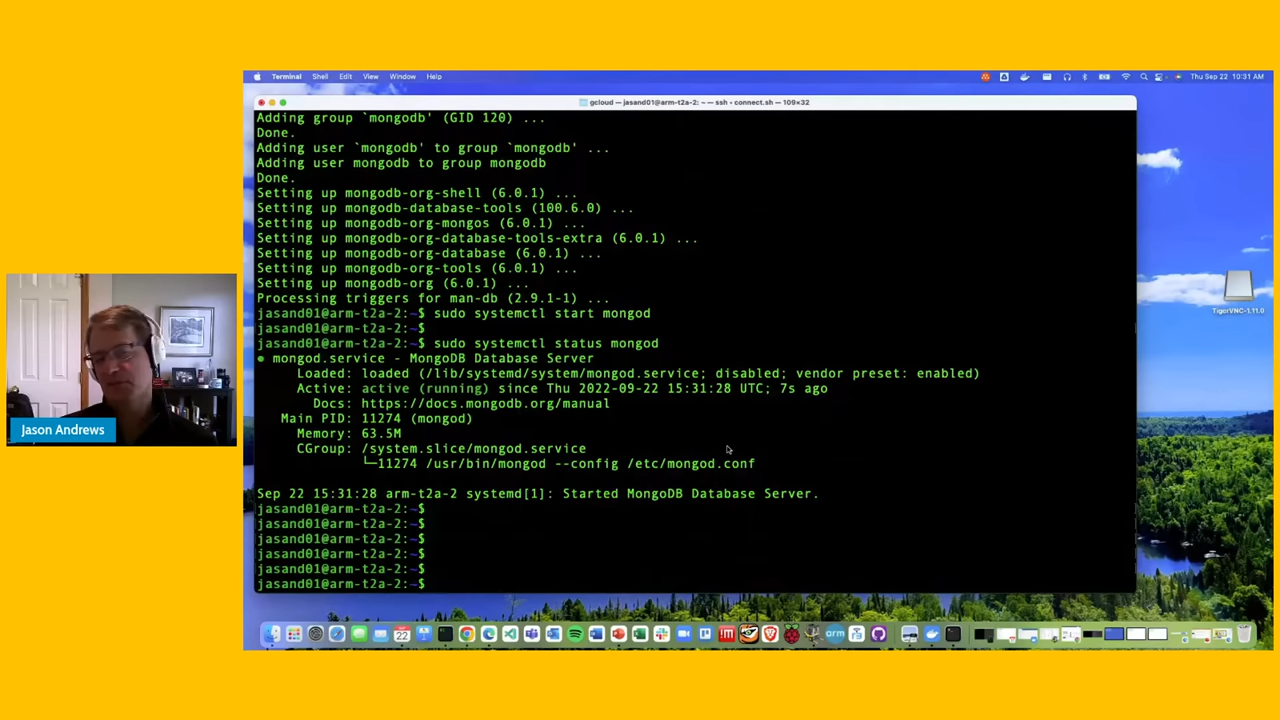 Terminal Shell Edit View Window Help
Thu Sep 22 10:31 AM
gcloud — jasand01@arm-t2a-2: ~ — ssh ‹ connect.sh — 109×32
Adding group `mongodb' (GID 120) ...
Done.
Adding user `mongodb' to group `mongodb' ...
Adding user mongodb to group mongodb
Done.
Setting up mongodb-org-shell (6.0.1) ...
Setting up mongodb-database-tools (100.6.0) ...
Setting up mongodb-org-mongos (6.0.1) ...
Setting up mongodb-org-database-tools-extra (6.0.1) ...
Setting up mongodb-org-database (6.0.1) ...
Setting up mongodb-org-tools (6.0.1) ...
Setting up mongodb-org (6.0.1) ...
Processing triggers for man-db (2.9.1-1) ...
jasand01@arm-t2a-2:~$ sudo systemctl start mongod
jasand01@arm-t2a-2:~$
jasand01@arm-t2a-2:~$ sudo systemctl status mongod
● mongod.service - MongoDB Database Server
Loaded: loaded (/lib/systemd/system/mongod.service; disabled; vendor preset: enabled)
Active: active (running) since Thu 2022-09-22 15:31:28 UTC; 7s ago
Docs: https://docs.mongodb.org/manual
Main PID: 11274 (mongod)
Memory: 63.5M
CGroup: /system.slice/mongod.service
└─11274 /usr/bin/mongod --config /etc/mongod.conf
Sep 22 15:31:28 arm-t2a-2 systemd[1]: Started MongoDB Database Server.
jasand01@arm-t2a-2:~$
jasand01@arm-t2a-2:~$
jasand01@arm-t2a-2:~$
jasand01@arm-t2a-2:~$
jasand01@arm-t2a-2:~$
jasand01@arm-t2a-2:~$
TigerVNC-1.11.0
Jason Andrews
22
arm